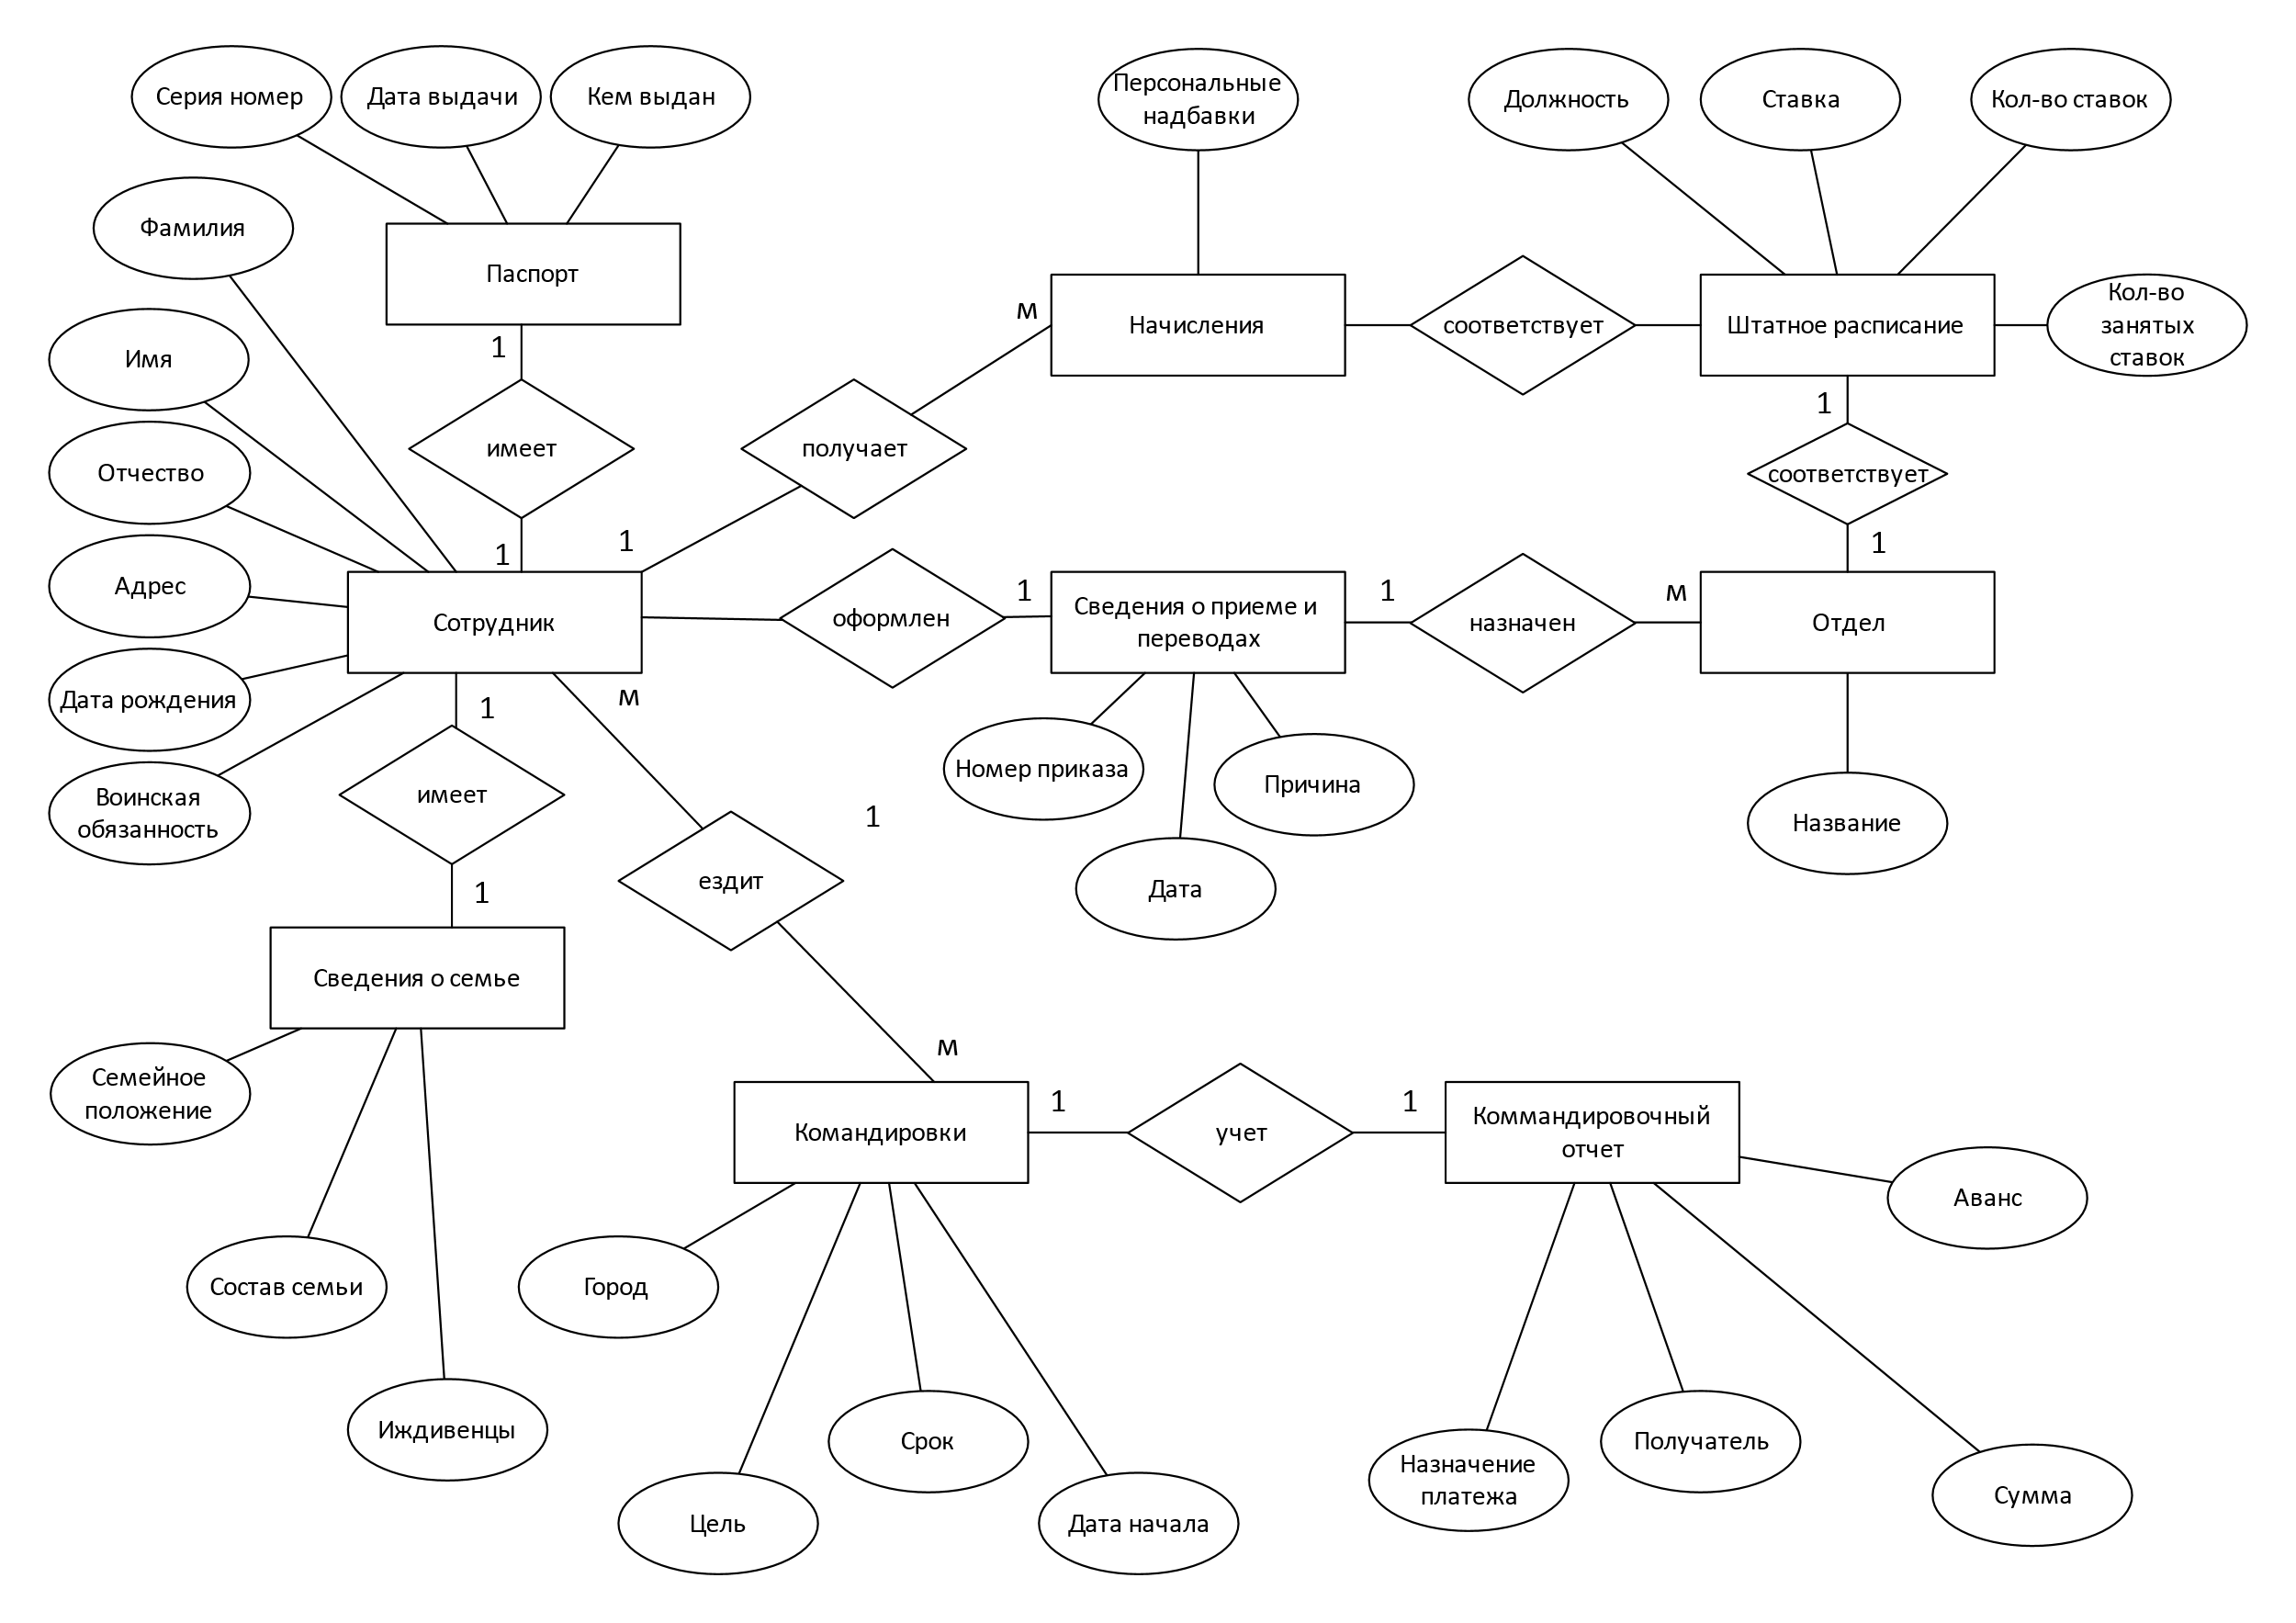 Серия номер
Дата выдачи
Кем выдан
Персональные
надбавки
Должность
Ставка
Кол-во ставок
Фамилия
Паспорт
м
Начисления
соответствует
Штатное расписание
Кол-во
занятых
ставок
Имя
1
1
Отчество
имеет
получает
соответствует
1
1
1
Адрес
Сотрудник
оформлен
1
Сведения о приеме и
переводах
1
назначен
м
Отдел
Дата рождения
1
м
Номер приказа
Причина
Воинская
обязанность
имеет
1
Название
1
ездит
Дата
Сведения о семье
м
Семейное
положение
Командировки
1
учет
1
Коммандировочный
отчет
Аванс
Состав семьи
Город
Иждивенцы
Срок
Получатель
Назначение
платежа
Сумма
Цель
Дата начала